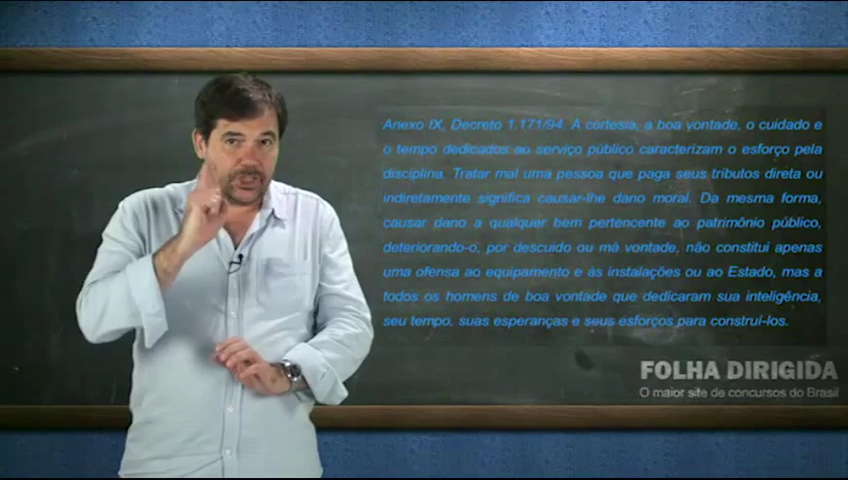 Anexo IX, Decreto 1.171/94. A cortesia, a boa vontade, o cuidado e
o tempo dedicados ao serviço público caracterizam o esforço pela
disciplina. Tratar mal uma pessoa que paga seus tributos direta ou
indiretamente significa causar-lhe dano moral. Da mesma forma,
causar dano a qualquer bem pertencente ao patrimônio público,
deteriorando-o, por descuido ou má vontade, não constitui apenas
uma ofensa ao equipamento e às instalações ou ao Estado, mas a
todos os homens de boa vontade que dedicaram sua inteligência,
seu tempo, suas esperanças e seus esforços para construí-los.
FOLHA DIRIGIDA
O maior site de concursos do Brasil